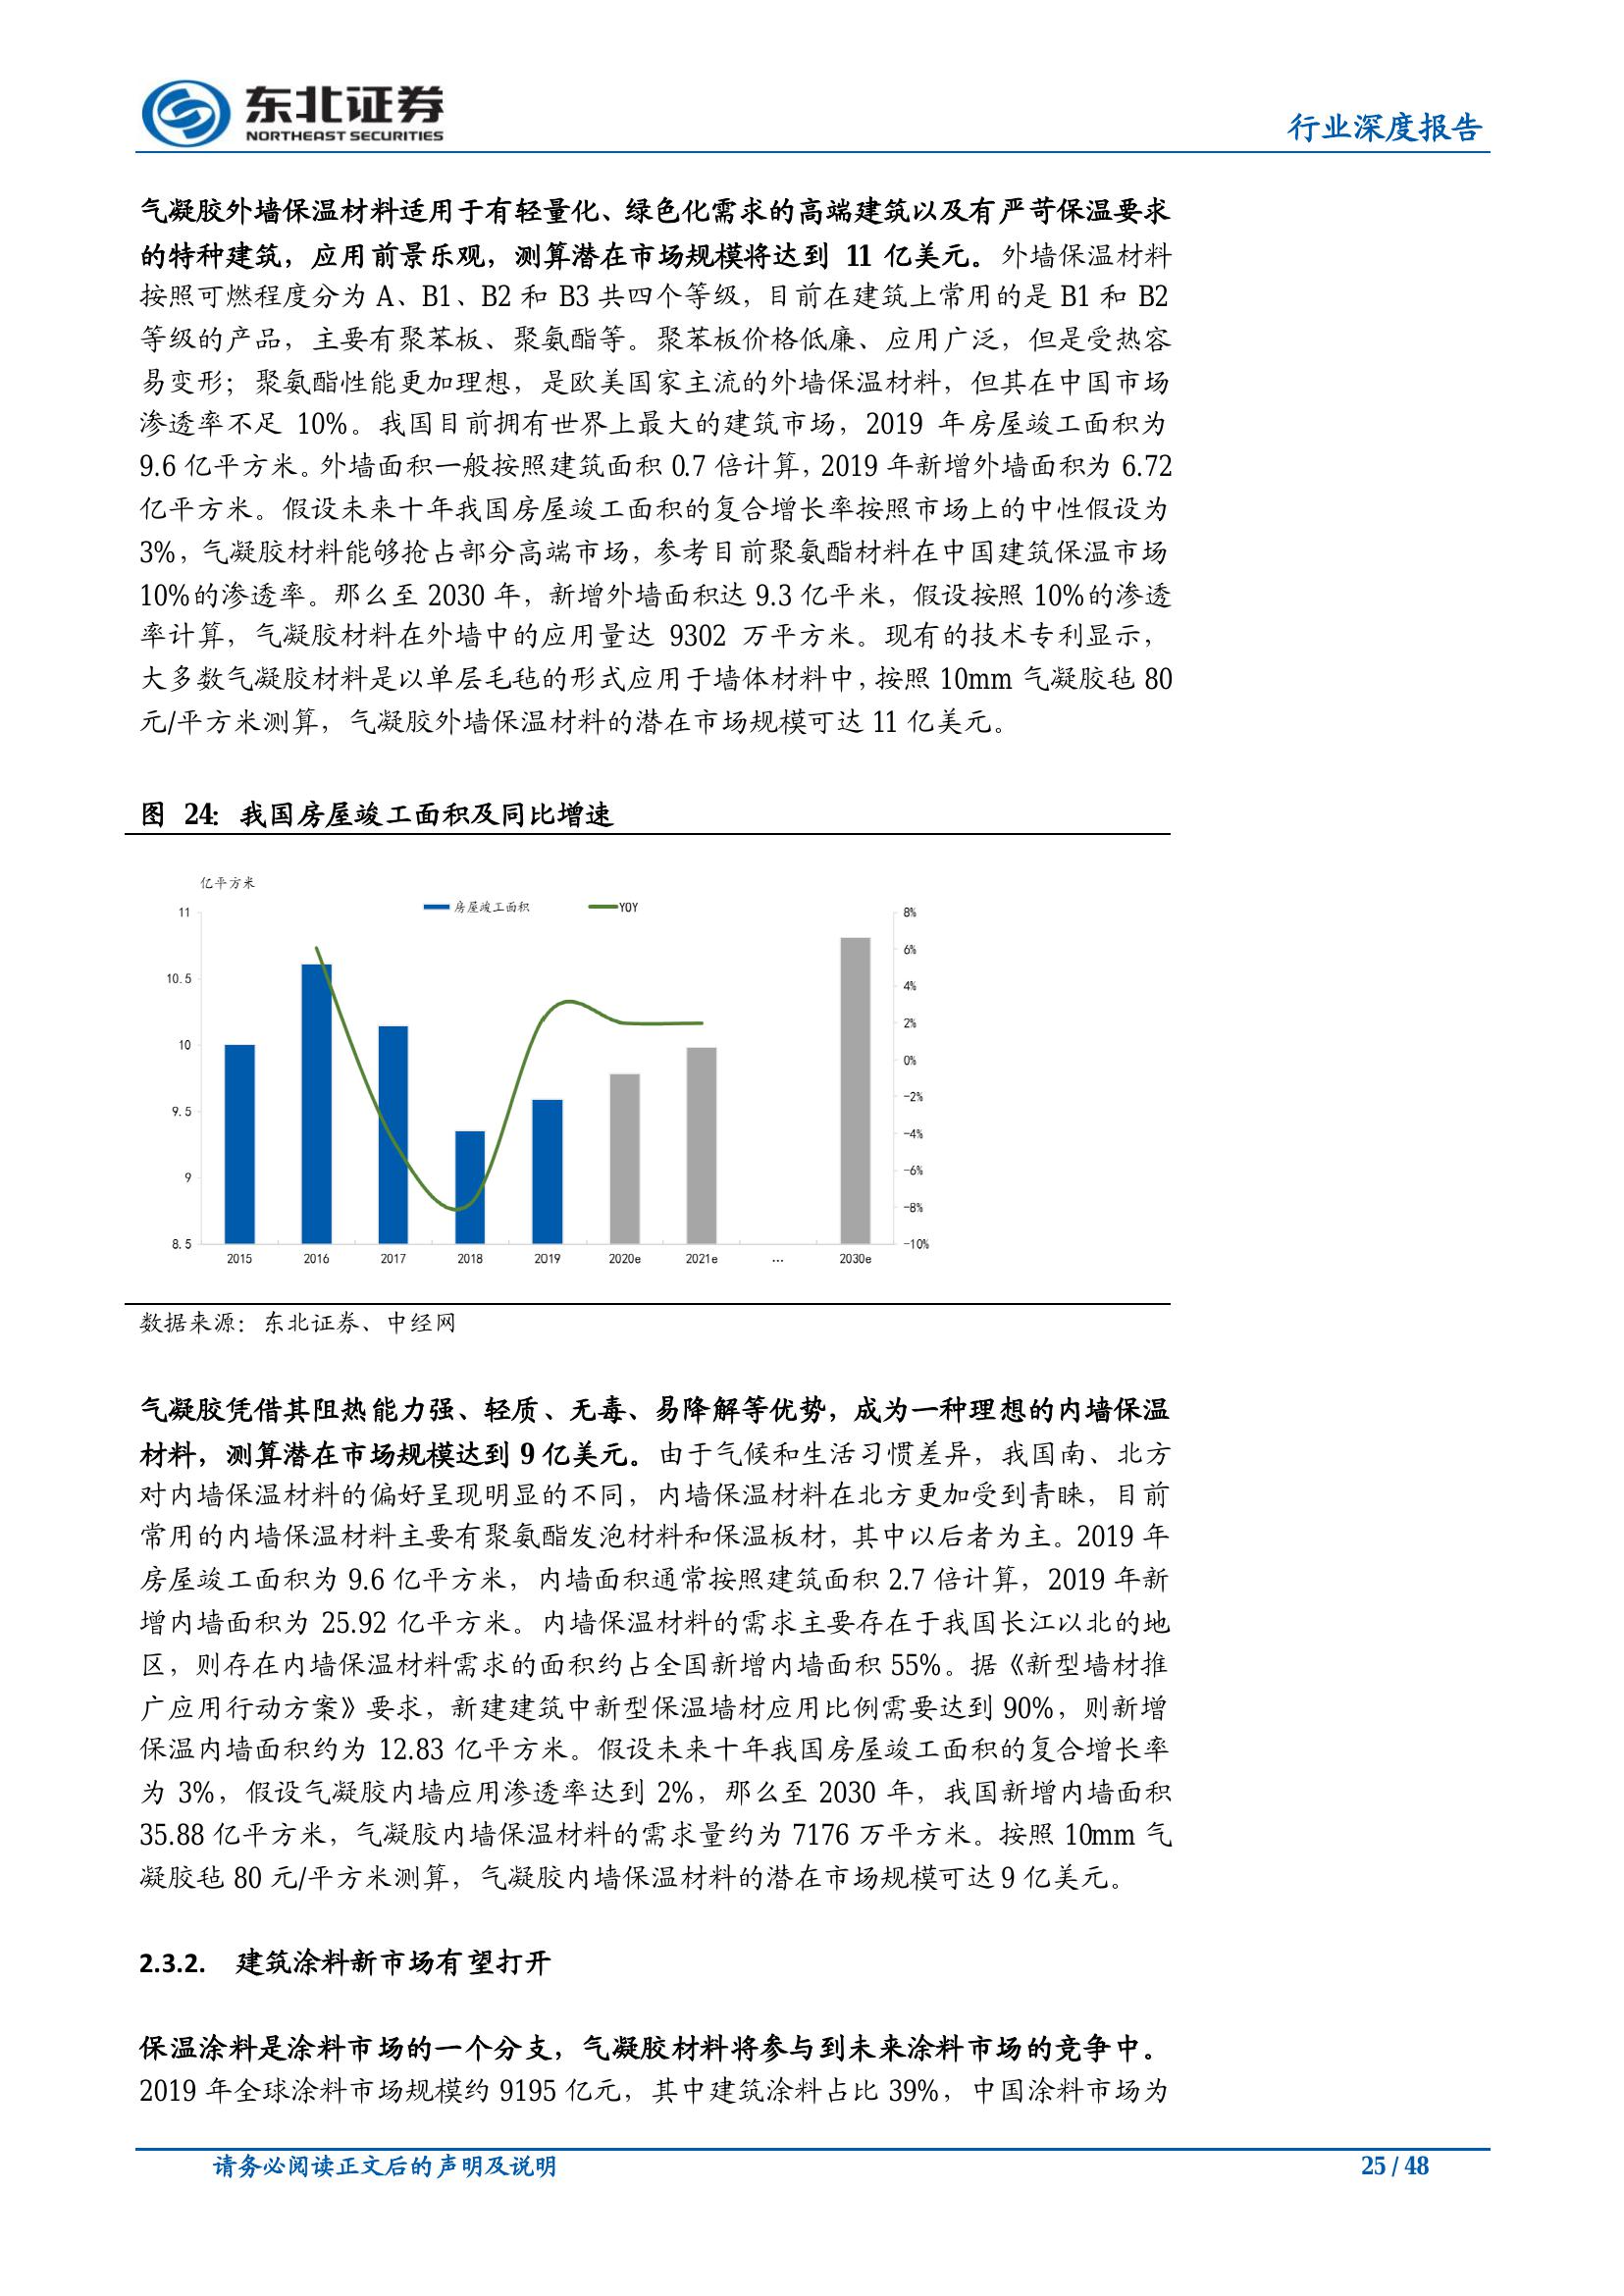 东北证券
NORTHEAST SECURITIES
行业深度报告
气凝胶外墙保温材料适用于有轻量化、绿色化需求的高端建筑以及有严苛保温要求
的特种建筑，应用前景乐观，测算潜在市场规模将达到 11 亿美元。外墙保温材料
按照可燃程度分为 A、B1、B2 和 B3 共四个等级，目前在建筑上常用的是 B1 和 B2
等级的产品，主要有聚苯板、聚氨酯等。聚苯板价格低廉、应用广泛，但是受热容
易变形；聚氨酯性能更加理想，是欧美国家主流的外墙保温材料，但其在中国市场
渗透率不足 10%。我国目前拥有世界上最大的建筑市场，2019 年房屋竣工面积为
9.6 亿平方米。外墙面积一般按照建筑面积 0.7 倍计算，2019 年新增外墙面积为 6.72
亿平方米。假设未来十年我国房屋竣工面积的复合增长率按照市场上的中性假设为
3%，气凝胶材料能够抢占部分高端市场，参考目前聚氨酯材料在中国建筑保温市场
10%的渗透率。那么至 2030 年，新增外墙面积达 9.3 亿平米，假设按照 10%的渗透
率计算，气凝胶材料在外墙中的应用量达 9302 万平方米。现有的技术专利显示，
大多数气凝胶材料是以单层毛毡的形式应用于墙体材料中，按照 10mm 气凝胶毡 80
元/平方米测算，气凝胶外墙保温材料的潜在市场规模可达 11 亿美元。
图 24：我国房屋竣工面积及同比增速
亿平方米
房屋竣工面积 YOY
11 8%
6%
10.5
4%
2%
10
0%
9.5 -2%
-4%
9 -6%
-8%
8.5 -10%
2015 2016 2017 2018 2019 2020e 2021e ... 2030e
数据来源：东北证券、中经网
气凝胶凭借其阻热能力强、轻质、无毒、易降解等优势，成为一种理想的内墙保温
材料，测算潜在市场规模达到 9 亿美元。由于气候和生活习惯差异，我国南、北方
对内墙保温材料的偏好呈现明显的不同，内墙保温材料在北方更加受到青睐，目前
常用的内墙保温材料主要有聚氨酯发泡材料和保温板材，其中以后者为主。2019 年
房屋竣工面积为 9.6 亿平方米，内墙面积通常按照建筑面积 2.7 倍计算，2019 年新
增内墙面积为 25.92 亿平方米。内墙保温材料的需求主要存在于我国长江以北的地
区，则存在内墙保温材料需求的面积约占全国新增内墙面积 55%。据《新型墙材推
广应用行动方案》要求，新建建筑中新型保温墙材应用比例需要达到 90%，则新增
保温内墙面积约为 12.83 亿平方米。假设未来十年我国房屋竣工面积的复合增长率
为 3%，假设气凝胶内墙应用渗透率达到 2%，那么至 2030 年，我国新增内墙面积
35.88 亿平方米，气凝胶内墙保温材料的需求量约为 7176 万平方米。按照 10mm 气
凝胶毡 80 元/平方米测算，气凝胶内墙保温材料的潜在市场规模可达 9 亿美元。
2.3.2. 建筑涂料新市场有望打开
保温涂料是涂料市场的一个分支，气凝胶材料将参与到未来涂料市场的竞争中。
2019 年全球涂料市场规模约 9195 亿元，其中建筑涂料占比 39%，中国涂料市场为
请务必阅读正文后的声明及说明
25 / 48